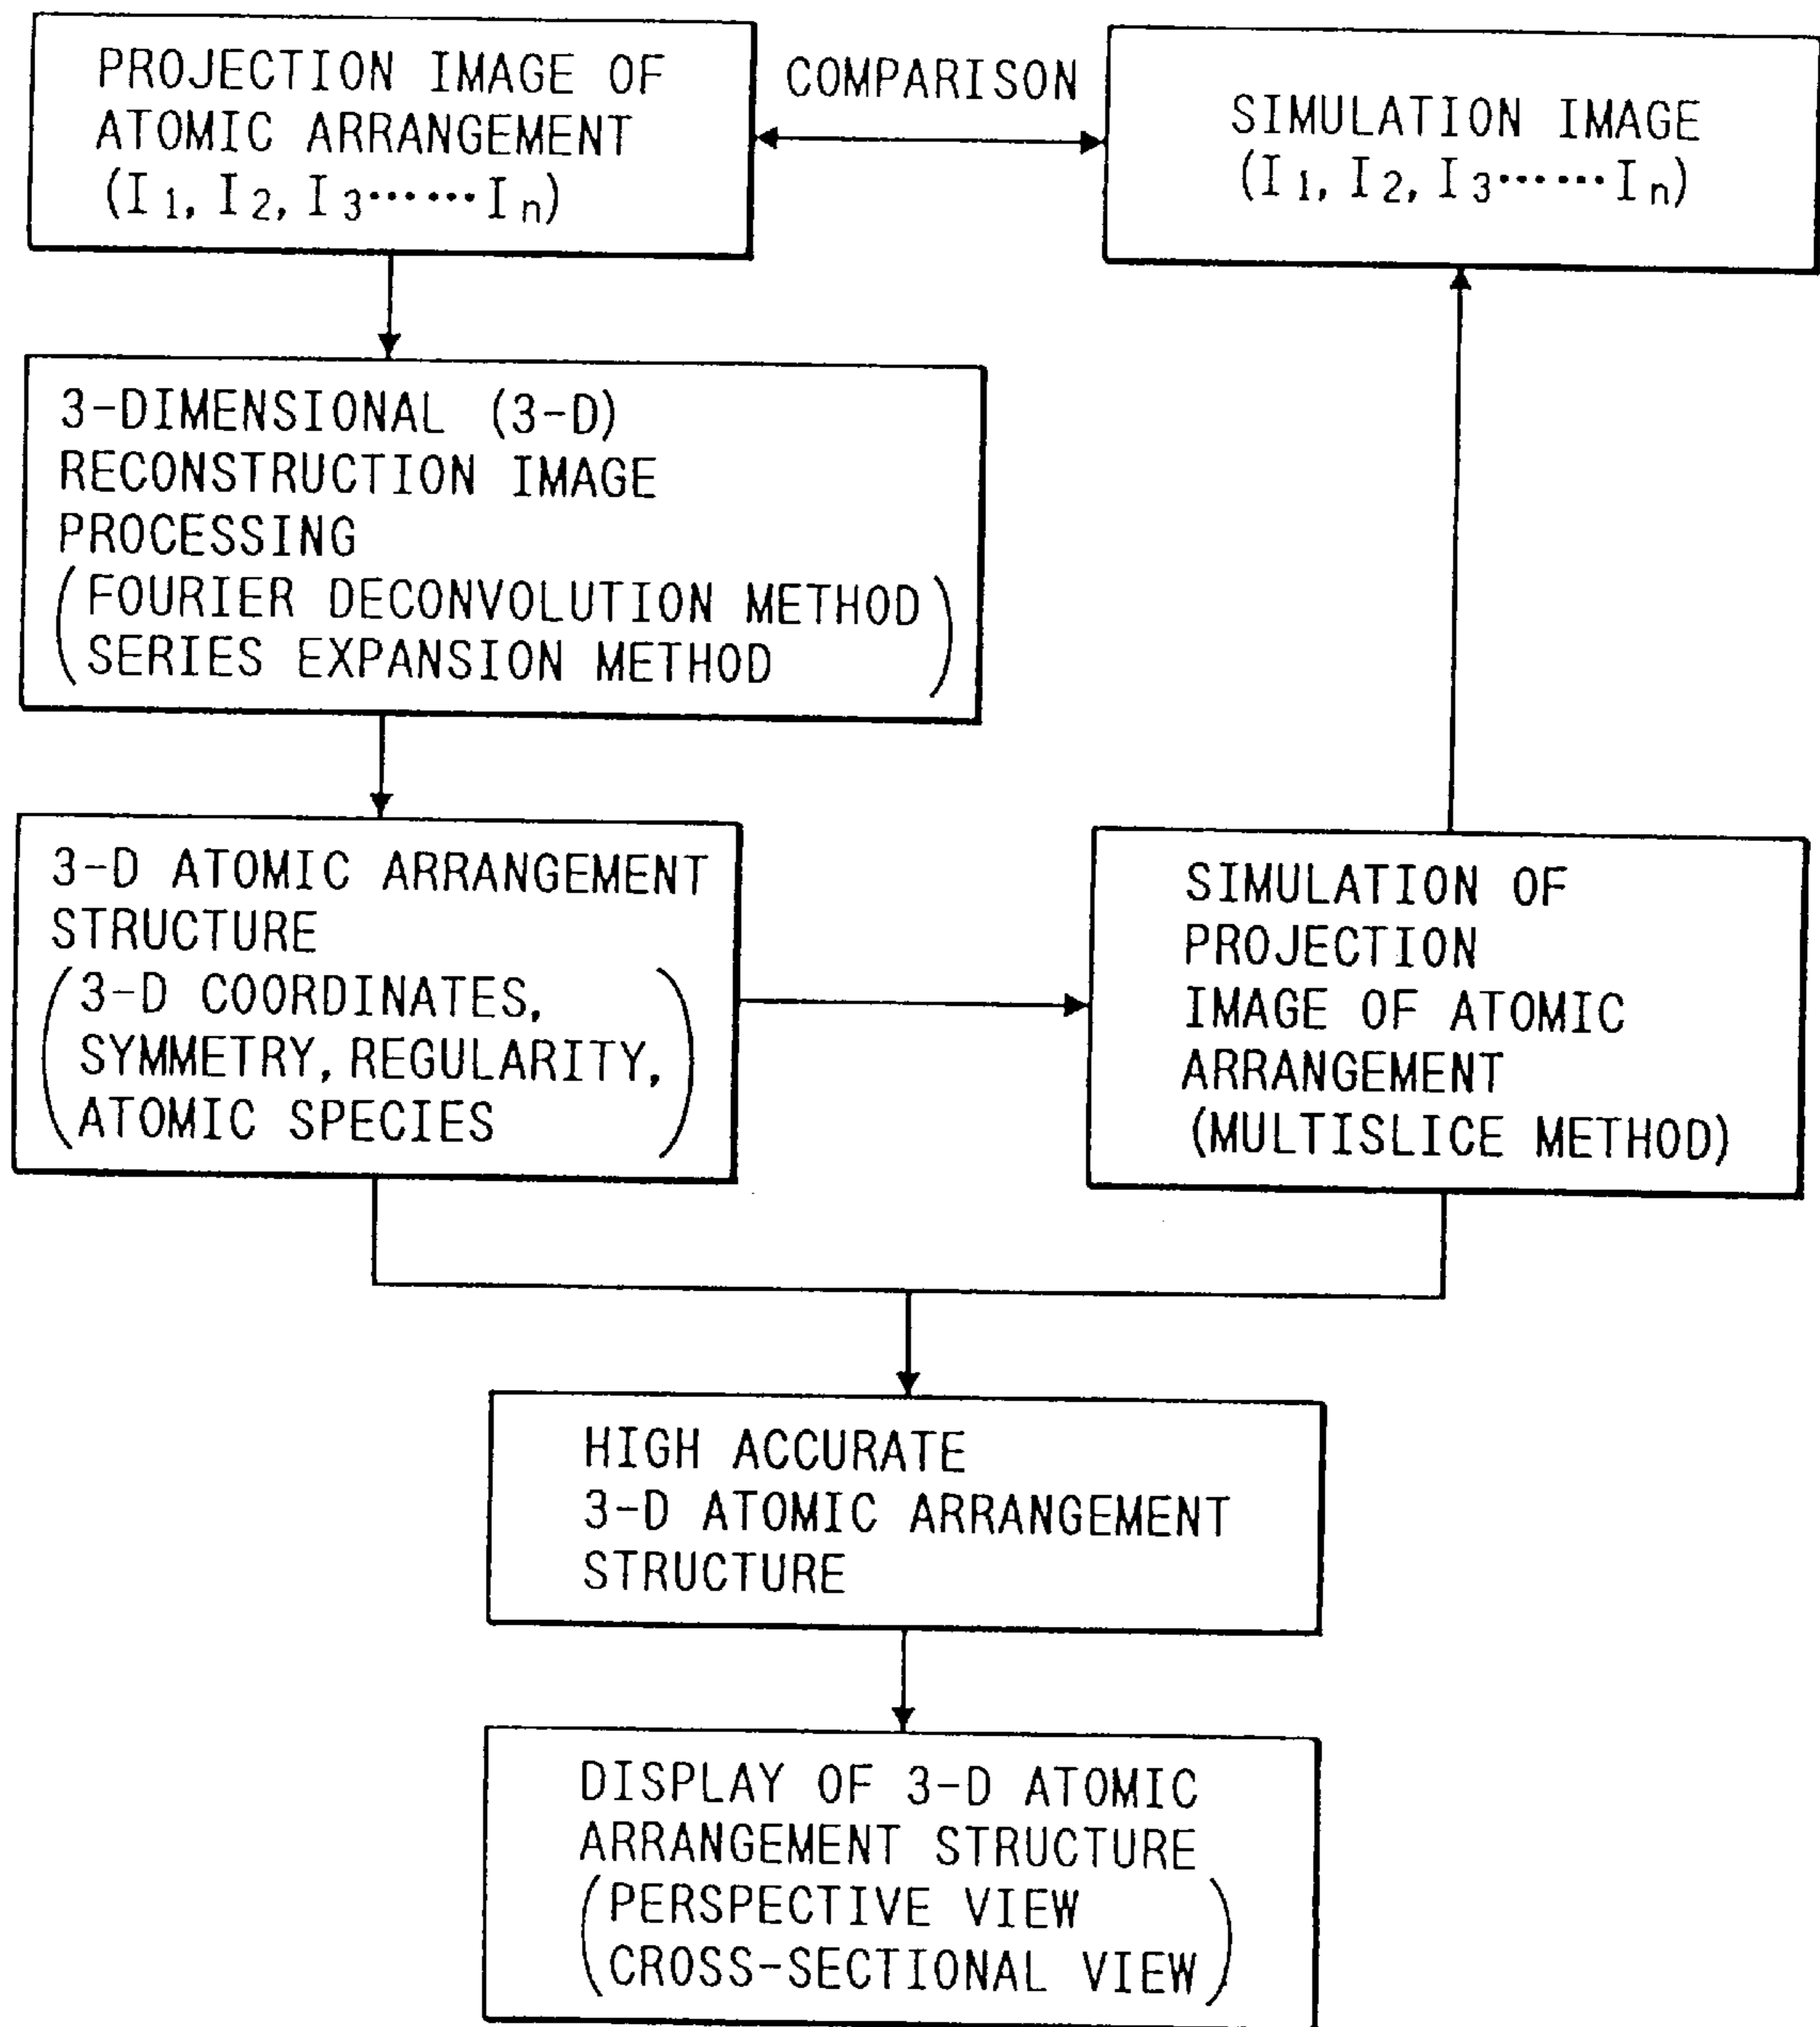 PROJECTION IMAGE OF
ATOMIC ARRANGEMENT
(I1, I2, I3······In)
COMPARISON
SIMULATION IMAGE
(I1, I2, I3······In)
3-DIMENSIONAL (3-D)
RECONSTRUCTION IMAGE
PROCESSING
(FOURIER DECONVOLUTION METHOD
SERIES EXPANSION METHOD)
3-D ATOMIC ARRANGEMENT
STRUCTURE
(3-D COORDINATES,
SYMMETRY, REGULARITY,
ATOMIC SPECIES)
SIMULATION OF
PROJECTION
IMAGE OF ATOMIC
ARRANGEMENT
(MULTISLICE METHOD)
HIGH ACCURATE
3-D ATOMIC ARRANGEMENT
STRUCTURE
DISPLAY OF 3-D ATOMIC
ARRANGEMENT STRUCTURE
(PERSPECTIVE VIEW
CROSS-SECTIONAL VIEW)